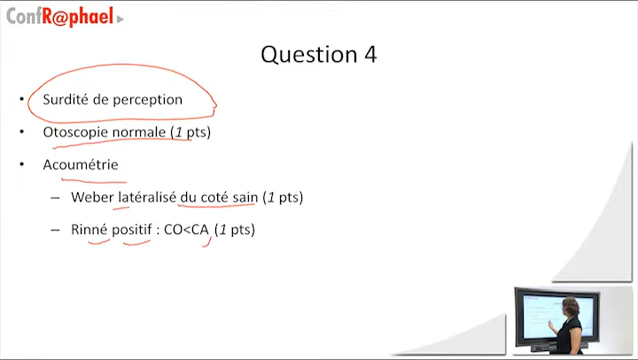 ConfR@phael
Question 4
• Surdité de perception
• Otoscopie normale (1 pts)
• Acoumétrie
– Weber latéralisé du coté sain (1 pts)
– Rinné positif : CO<CA (1 pts)